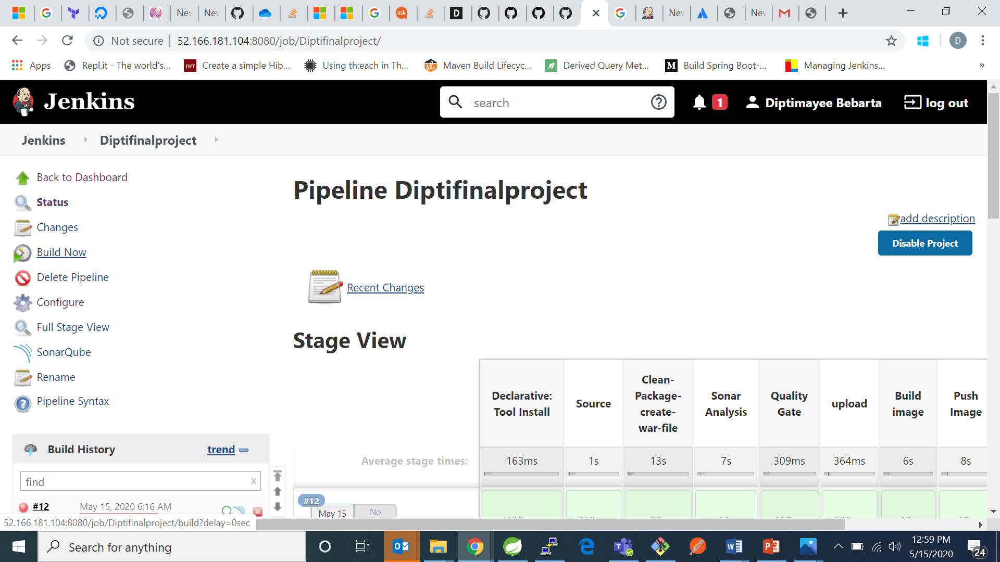 Nev
Nev
ask
D
Nev
Nev
Not secure
52.166.181.104:8080/job/Diptifinalproject/
D
Apps
Repl.it - The world's...
JWT
Create a simple Hib...
Using th:each in Th...
Maven Build Lifecyc...
Derived Query Met...
M
Build Spring Boot-...
Managing Jenkins...
»
Jenkins
search
1
Diptimayee Bebarta
log out
Jenkins
Diptifinalproject
Back to Dashboard
Status
Changes
Build Now
Delete Pipeline
Configure
Full Stage View
SonarQube
Rename
Pipeline Syntax
Pipeline Diptifinalproject
add description
Disable Project
Recent Changes
Stage View
Declarative:
Tool Install
Source
Clean-
Package-
create-
war-file
Sonar
Analysis
Quality
Gate
upload
Build
image
Push
Image
Average stage times:
163ms
1s
13s
7s
309ms
364ms
6s
8s
Build History
trend
find
x
#12
May 15, 2020 6:16 AM
#12
May 15
No
52.166.181.104:8080/job/Diptifinalproject/build?delay=0sec
Search for anything
12:59 PM
5/15/2020
24